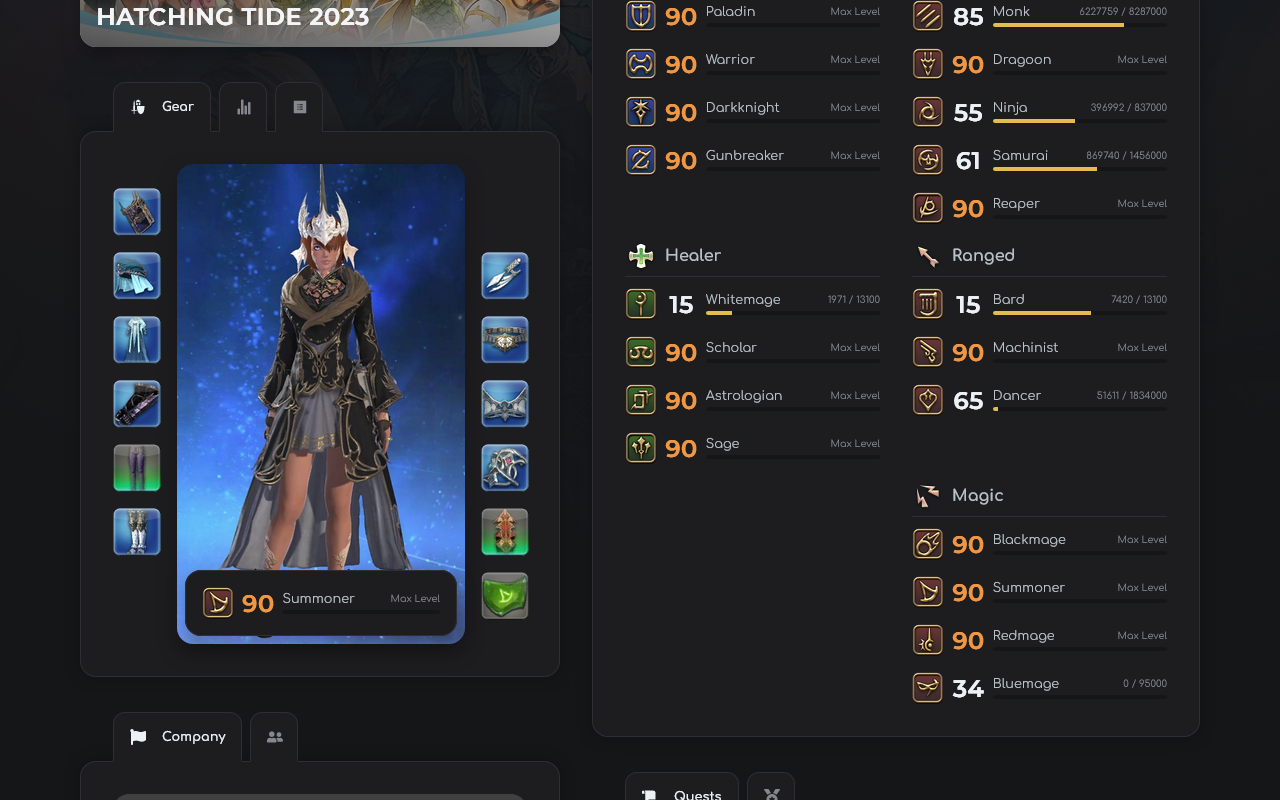 HATCHING TIDE 2023
Gear
90 Summoner Max Level
Company
90 Paladin Max Level
90 Warrior Max Level
90 Darkknight Max Level
90 Gunbreaker Max Level
85 Monk 6227759 / 8287000
90 Dragoon Max Level
55 Ninja 396992 / 837000
61 Samurai 869740 / 1456000
90 Reaper Max Level
Healer
15 Whitemage 1971 / 13100
90 Scholar Max Level
90 Astrologian Max Level
90 Sage Max Level
Ranged
15 Bard 7420 / 13100
90 Machinist Max Level
65 Dancer 51611 / 1834000
Magic
90 Blackmage Max Level
90 Summoner Max Level
90 Redmage Max Level
34 Bluemage 0 / 95000
Quests